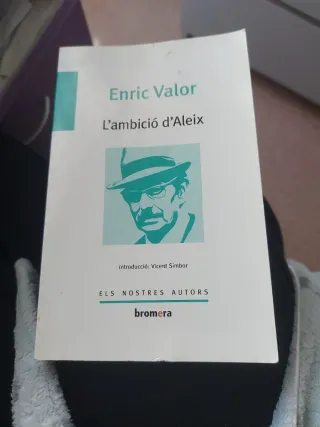 Enric Valor
L'ambició d'Aleix
introducció: Vicent Simbor
ELS NOSTRES AUTORS
bromera